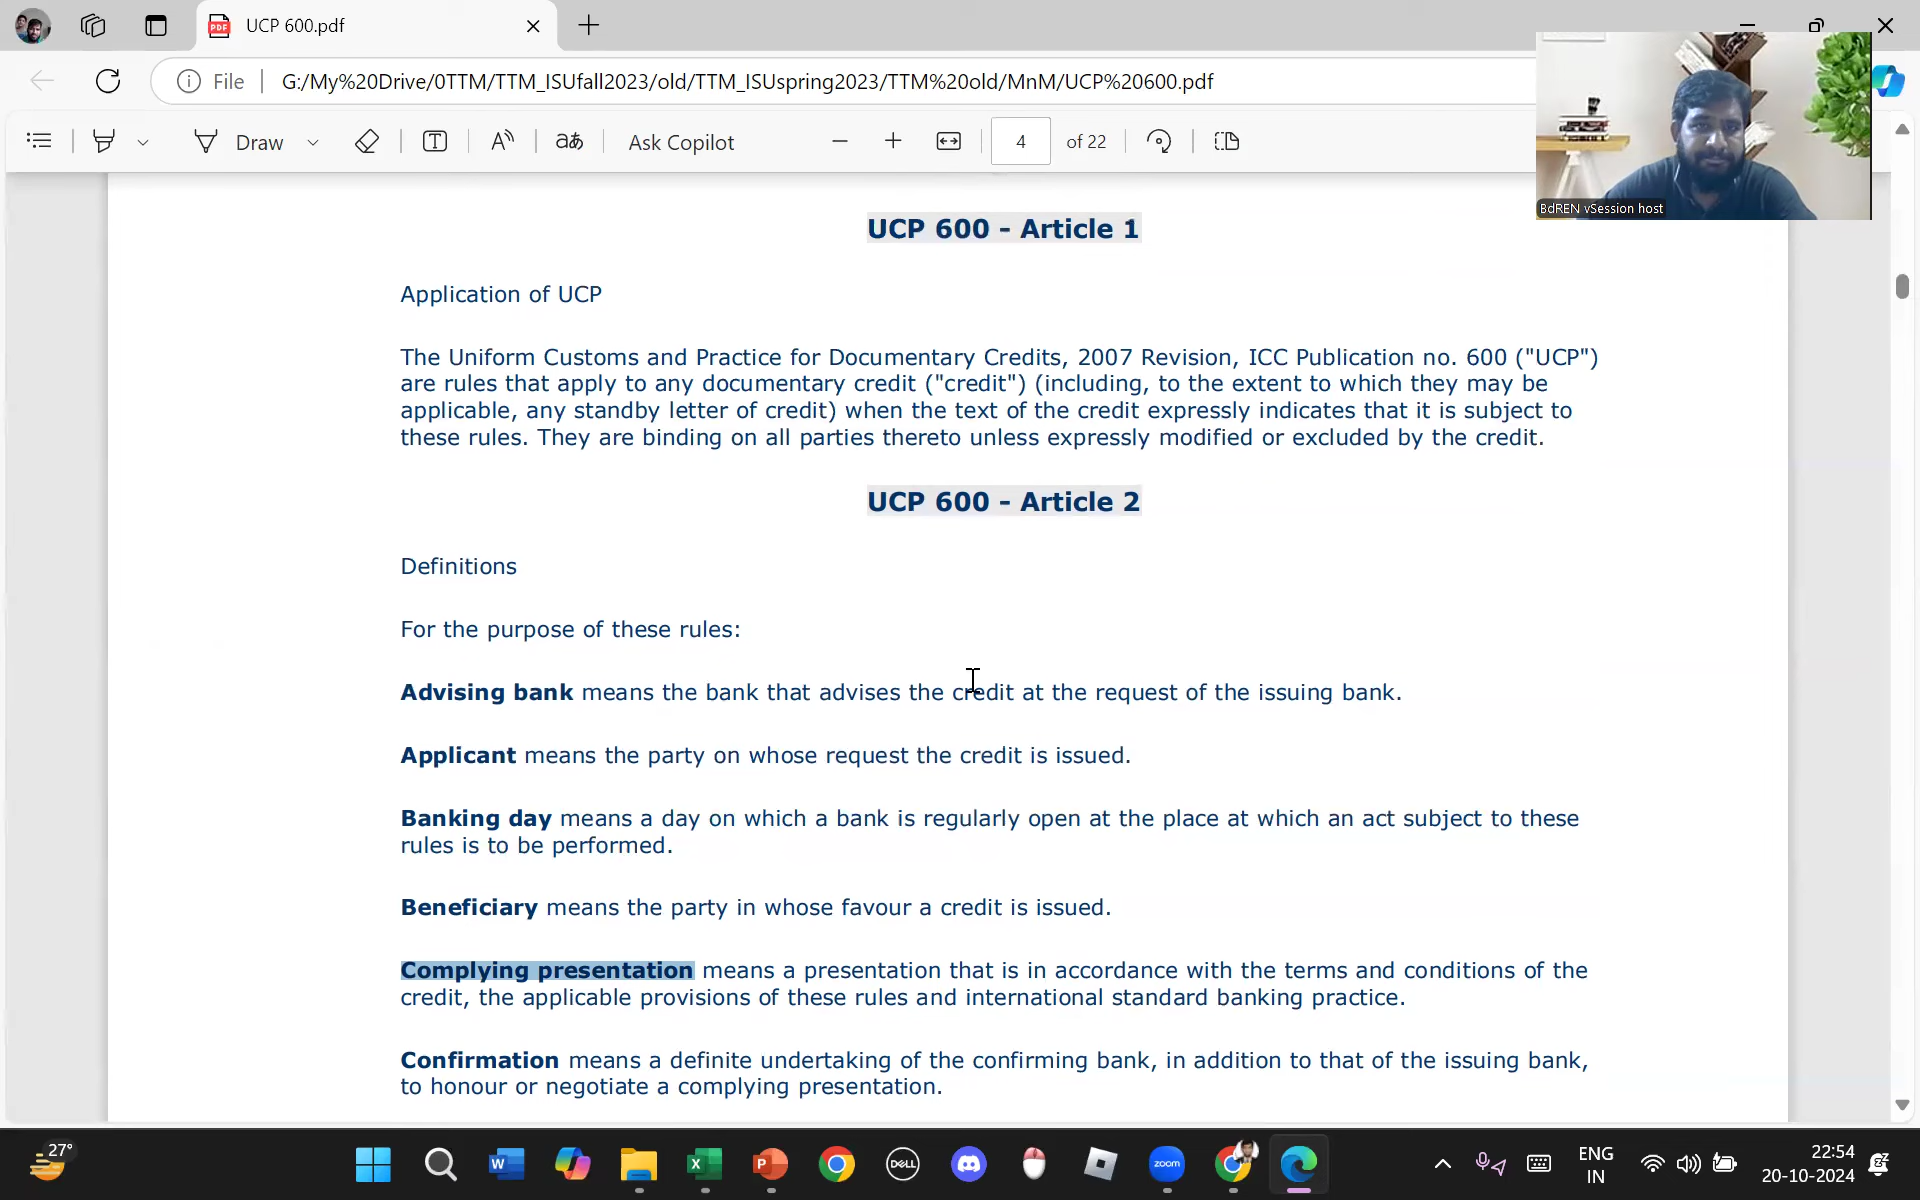 UCP 600.pdf
File
G:/My%20Drive/0TTM/TTM_ISUfall2023/old/TTM_ISUspring2023/TTM%20old/MnM/UCP%20600.pdf
Draw
Ask Copilot
4 of 22
BdREN vSession host
UCP 600 - Article 1
Application of UCP
The Uniform Customs and Practice for Documentary Credits, 2007 Revision, ICC Publication no. 600 ("UCP")
are rules that apply to any documentary credit ("credit") (including, to the extent to which they may be
applicable, any standby letter of credit) when the text of the credit expressly indicates that it is subject to
these rules. They are binding on all parties thereto unless expressly modified or excluded by the credit.
UCP 600 - Article 2
Definitions
For the purpose of these rules:
Advising bank means the bank that advises the credit at the request of the issuing bank.
Applicant means the party on whose request the credit is issued.
Banking day means a day on which a bank is regularly open at the place at which an act subject to these
rules is to be performed.
Beneficiary means the party in whose favour a credit is issued.
Complying presentation means a presentation that is in accordance with the terms and conditions of the
credit, the applicable provisions of these rules and international standard banking practice.
Confirmation means a definite undertaking of the confirming bank, in addition to that of the issuing bank,
to honour or negotiate a complying presentation.
27°
DELL
zoom
ENG
IN
22:54
20-10-2024